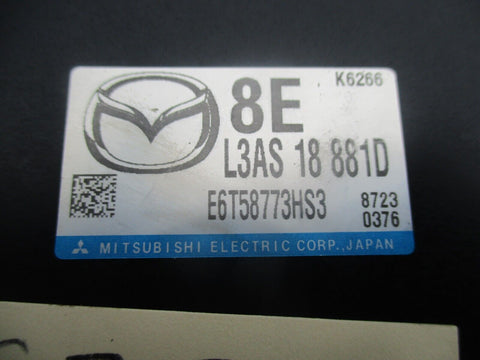 K6266
8E
L3AS 18 881D
E6T58773HS3
8723
0376
MITSUBISHI ELECTRIC CORP., JAPAN